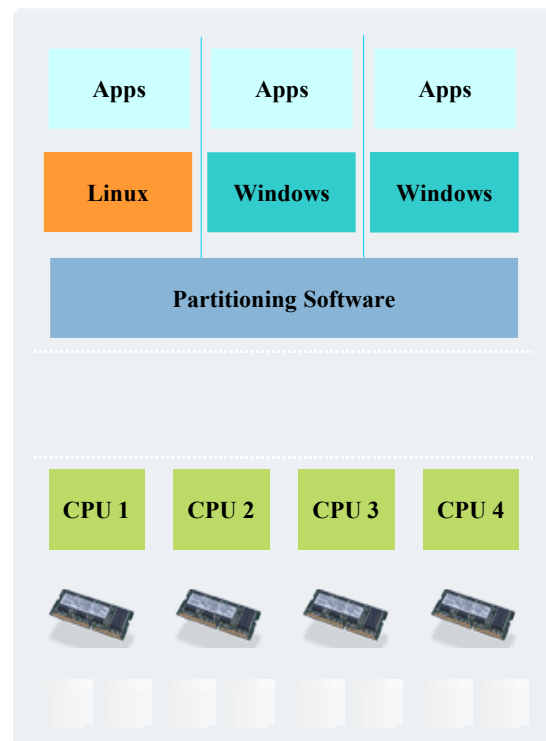 Apps Apps Apps
Linux Windows Windows
Partitioning Software
CPU 1 CPU 2 CPU 3 CPU 4